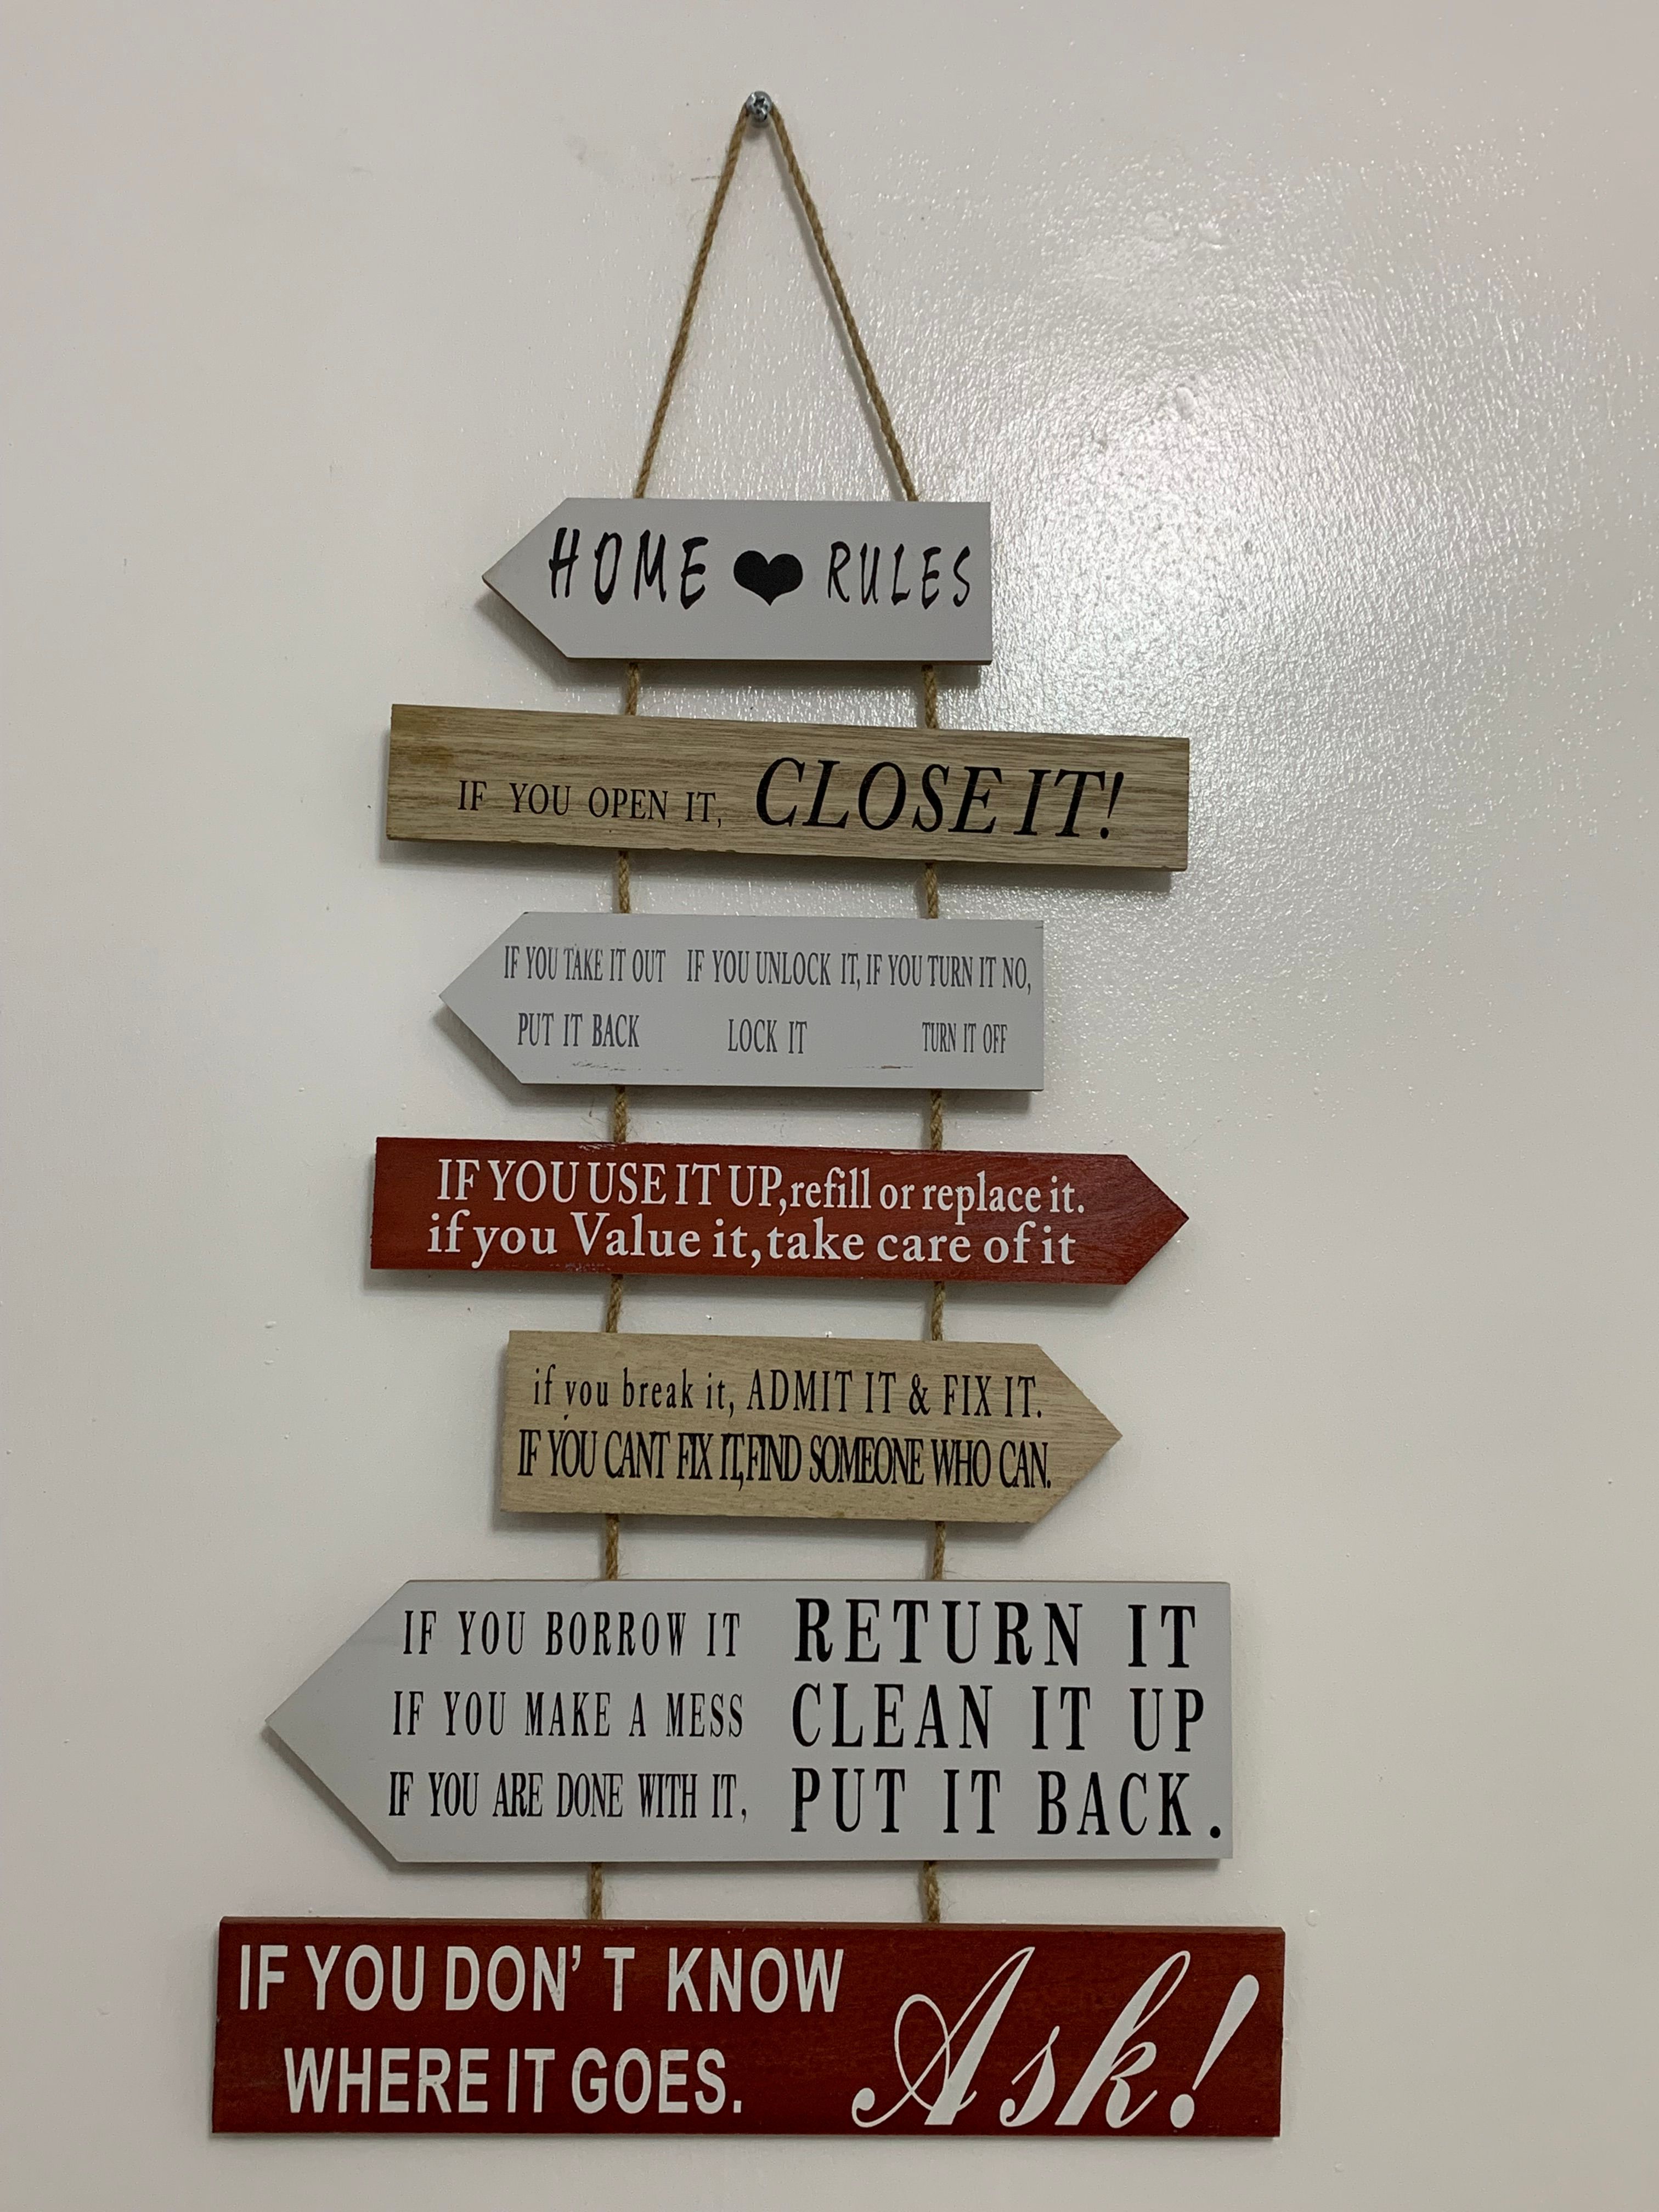 HOME ♥ RULES
IF YOU OPEN IT, CLOSE IT!
IF YOU TAKE IT OUT IF YOU UNLOCK IT, IF YOU TURN IT NO,
PUT IT BACK LOCK IT TURN IT OFF
IF YOU USE IT UP, refill or replace it.
if you Value it, take care of it
if you break it, ADMIT IT & FIX IT.
IF YOU CANT FIX IT, FIND SOMEONE WHO CAN.
IF YOU BORROW IT RETURN IT
IF YOU MAKE A MESS CLEAN IT UP
IF YOU ARE DONE WITH IT, PUT IT BACK.
IF YOU DON'T KNOW
WHERE IT GOES. Ask!